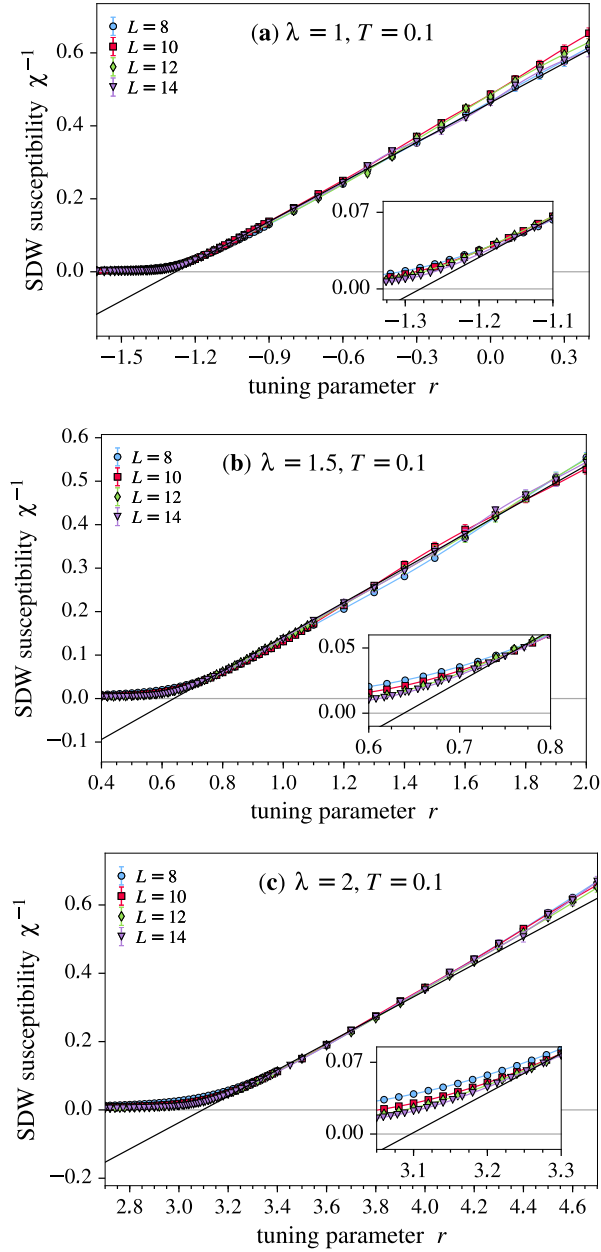 (a) λ = 1, T = 0.1
L = 8
L = 10
L = 12
L = 14
SDW susceptibility χ⁻¹
0.6
0.4
0.2
0.0
0.07
0.00
−1.3 −1.2 −1.1
−1.5 −1.2 −0.9 −0.6 −0.3 0.0 0.3
tuning parameter r
(b) λ = 1.5, T = 0.1
L = 8
L = 10
L = 12
L = 14
SDW susceptibility χ⁻¹
0.6
0.5
0.4
0.3
0.2
0.1
0.0
−0.1
0.05
0.00
0.6 0.7 0.8
0.4 0.6 0.8 1.0 1.2 1.4 1.6 1.8 2.0
tuning parameter r
(c) λ = 2, T = 0.1
L = 8
L = 10
L = 12
L = 14
SDW susceptibility χ⁻¹
0.6
0.4
0.2
0.0
−0.2
0.07
0.00
3.1 3.2 3.3
2.8 3.0 3.2 3.4 3.6 3.8 4.0 4.2 4.4 4.6
tuning parameter r